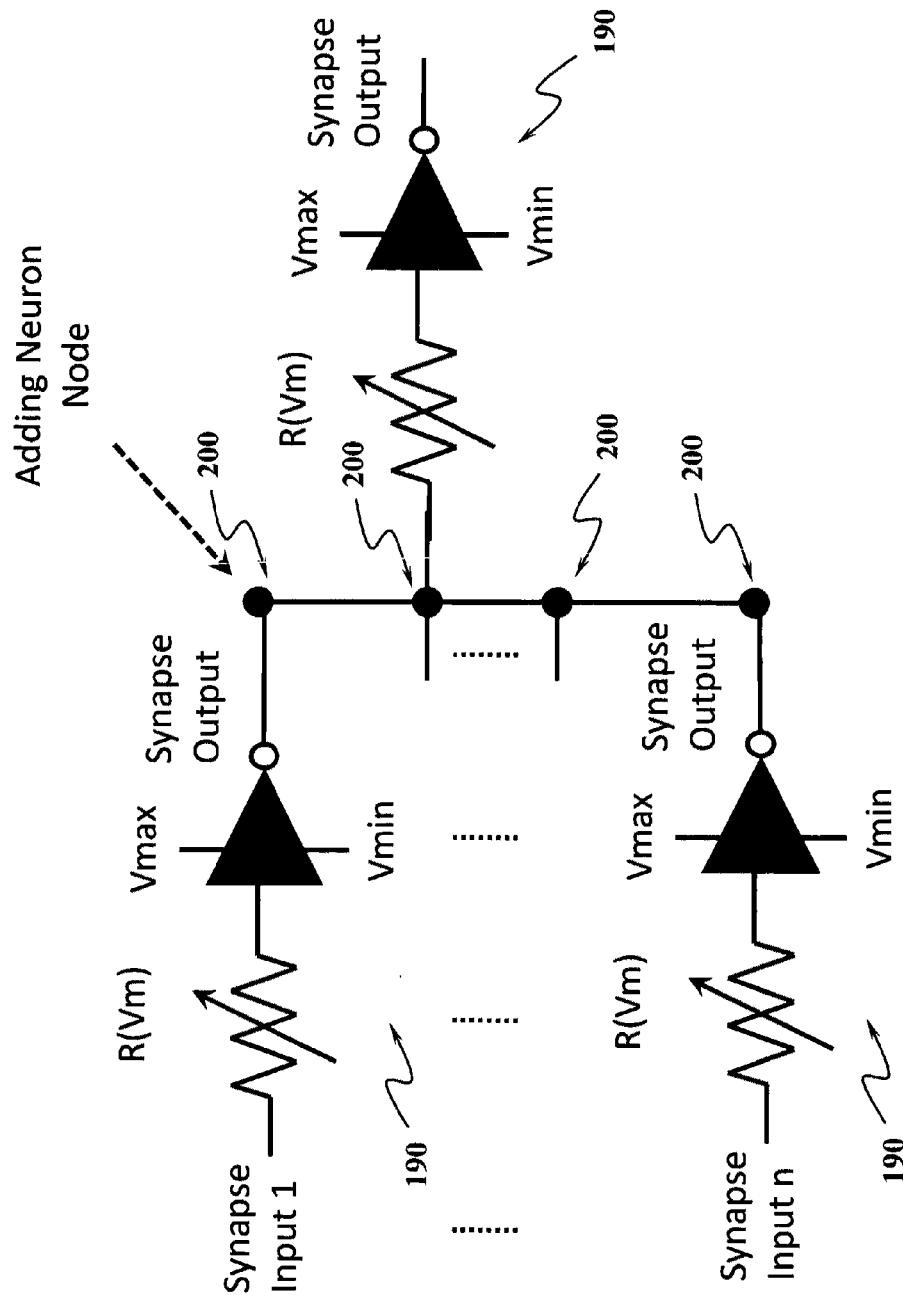 Adding Neuron
Node
R(Vm)
Vmax
Synapse
Output
200
Synapse
Input 1
Vmin
190
200
R(Vm)
Vmax
Synapse
Output
Vmin
190
200
R(Vm)
Vmax
Synapse
Output
200
Synapse
Input n
Vmin
190